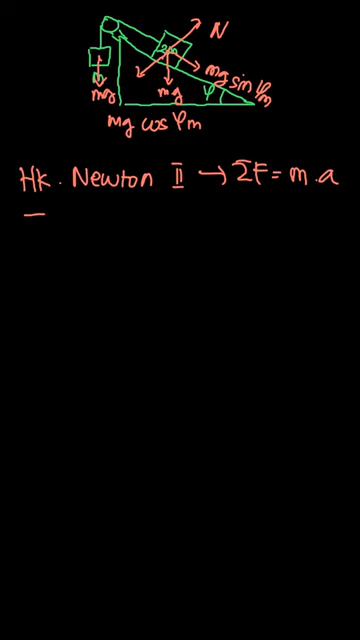 N
2m
mg
mg
φ
mg sin φm
mg cos φm
Hk. Newton II → ΣF = m.a